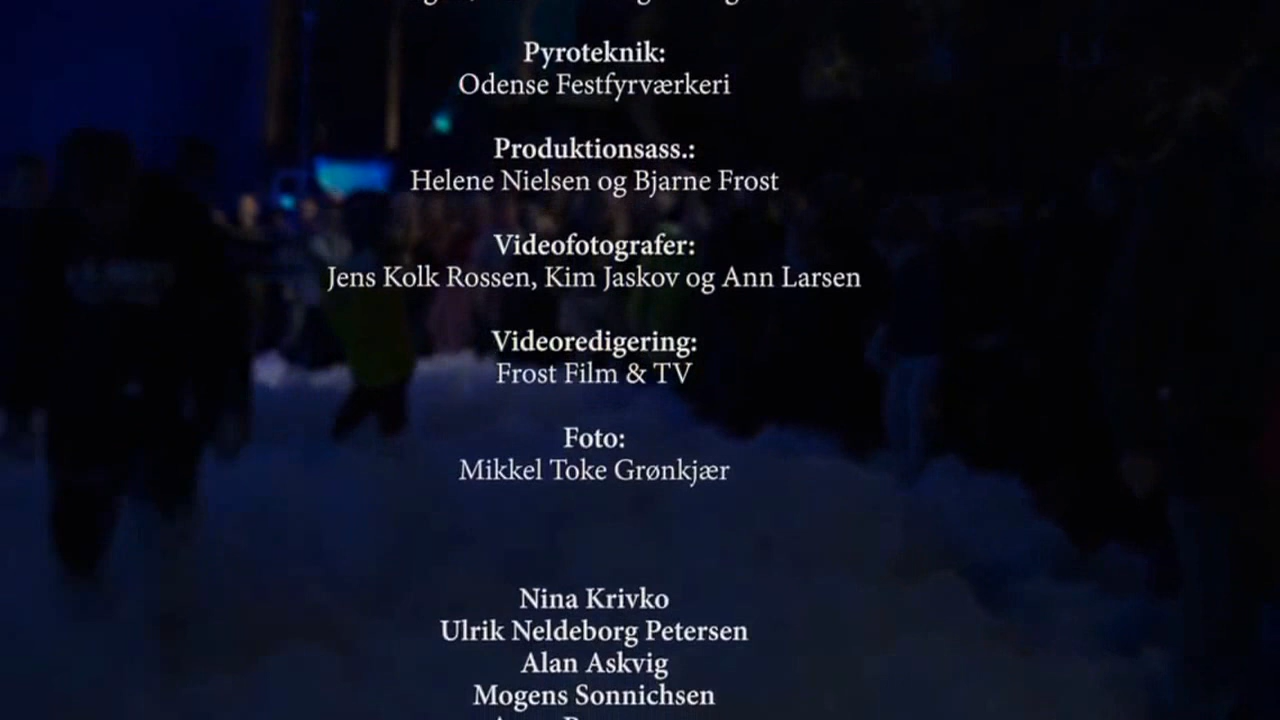 Pyroteknik:
Odense Festfyrværkeri
Produktionsass.:
Helene Nielsen og Bjarne Frost
Videofotografer:
Jens Kolk Rossen, Kim Jaskov og Ann Larsen
Videoredigering:
Frost Film & TV
Foto:
Mikkel Toke Grønkjær
Nina Krivko
Ulrik Neldeborg Petersen
Alan Askvig
Mogens Sonnichsen